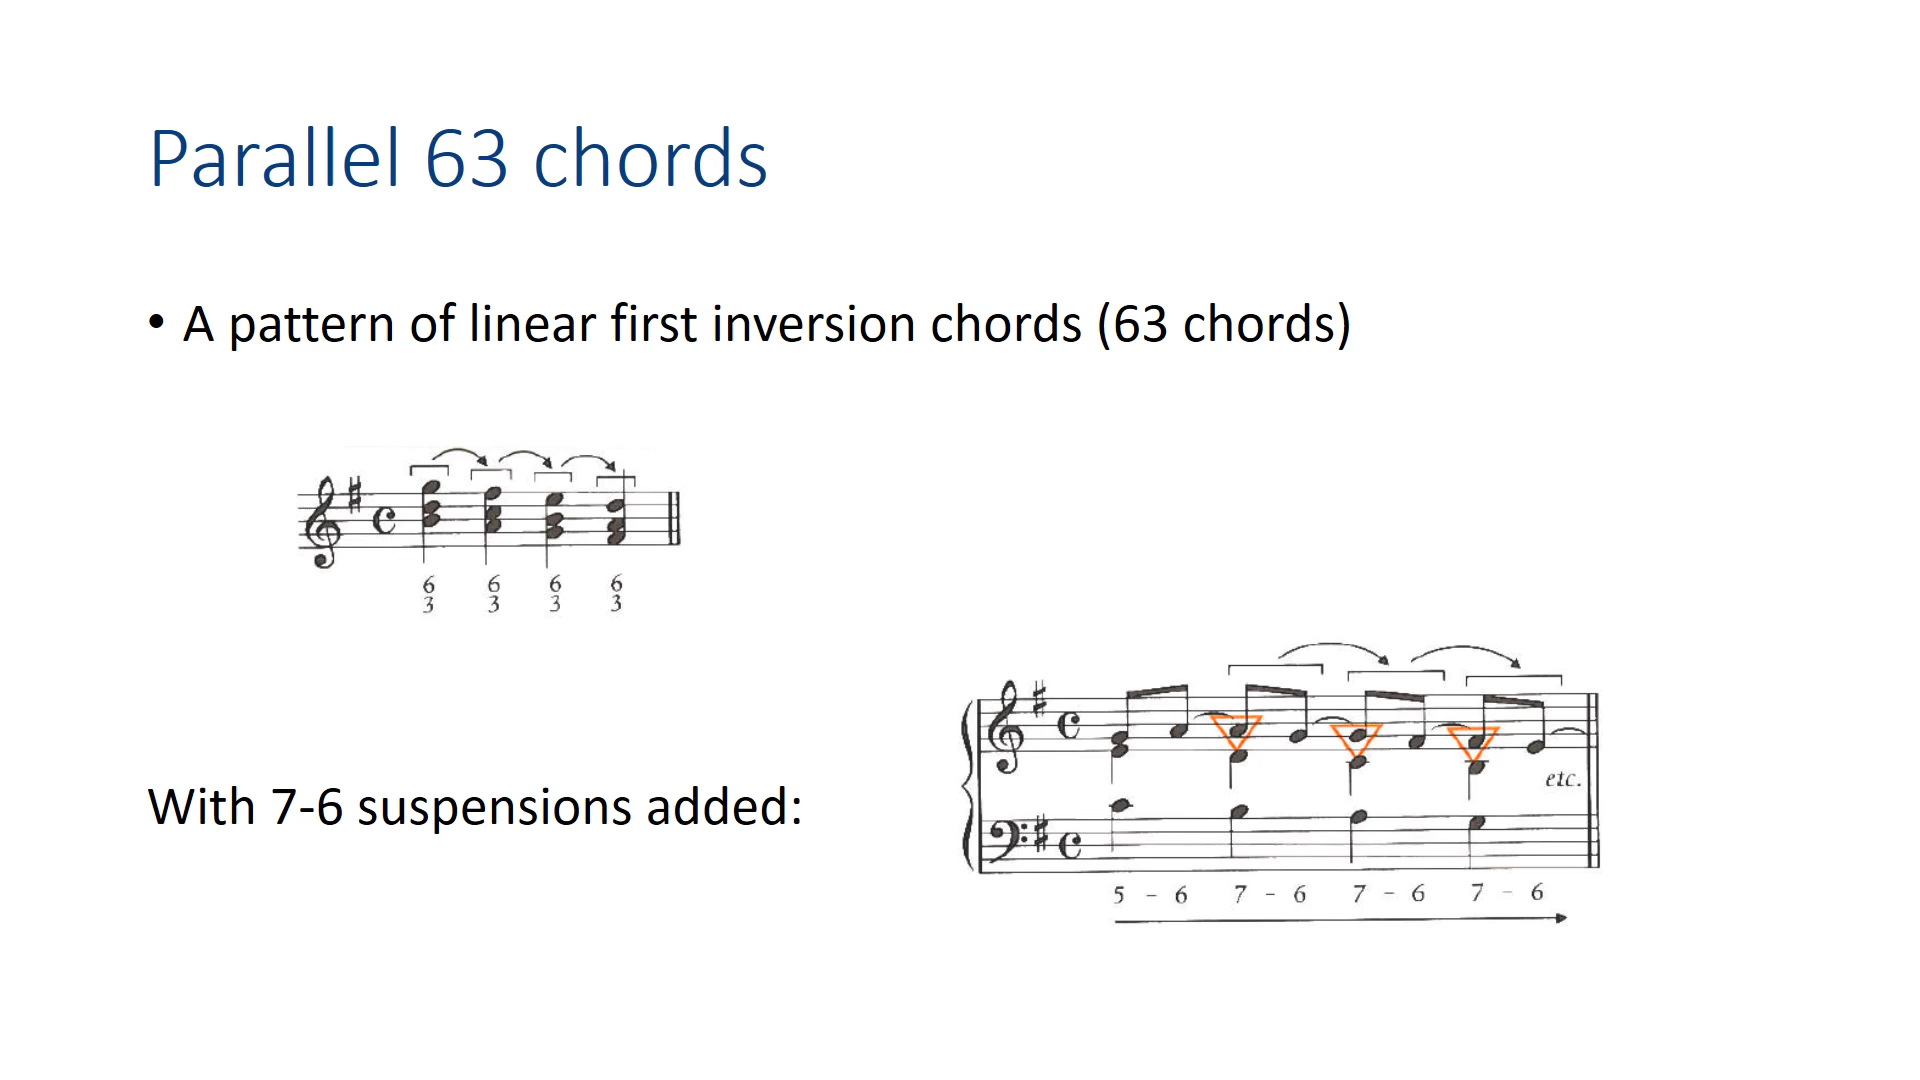 Parallel 63 chords
• A pattern of linear first inversion chords (63 chords)
6 6 6 6
3 3 3 3
With 7-6 suspensions added:
etc.
5 - 6 7 - 6 7 - 6 7 - 6